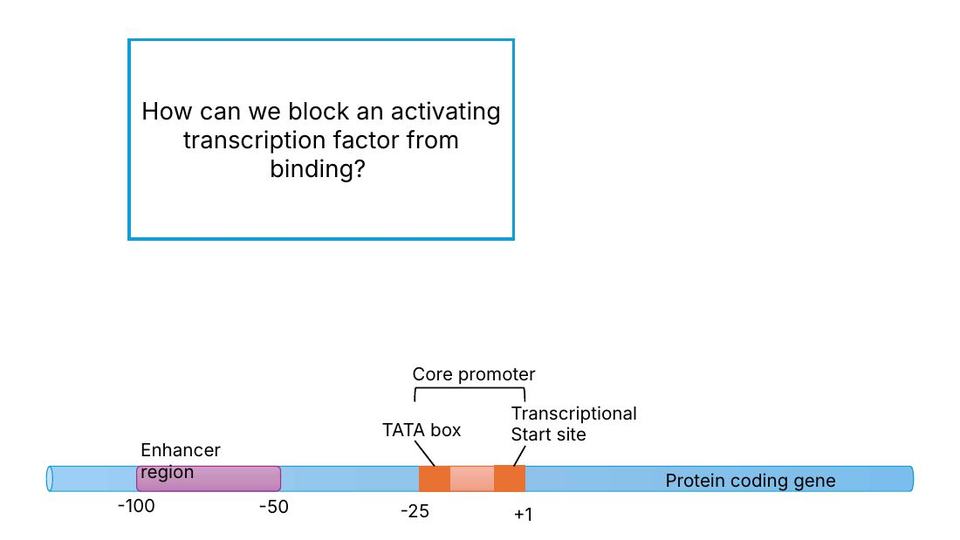 How can we block an activating
transcription factor from
binding?
Core promoter
Transcriptional
Start site
TATA box
Enhancer
region
Protein coding gene
-100
-50
-25
+1